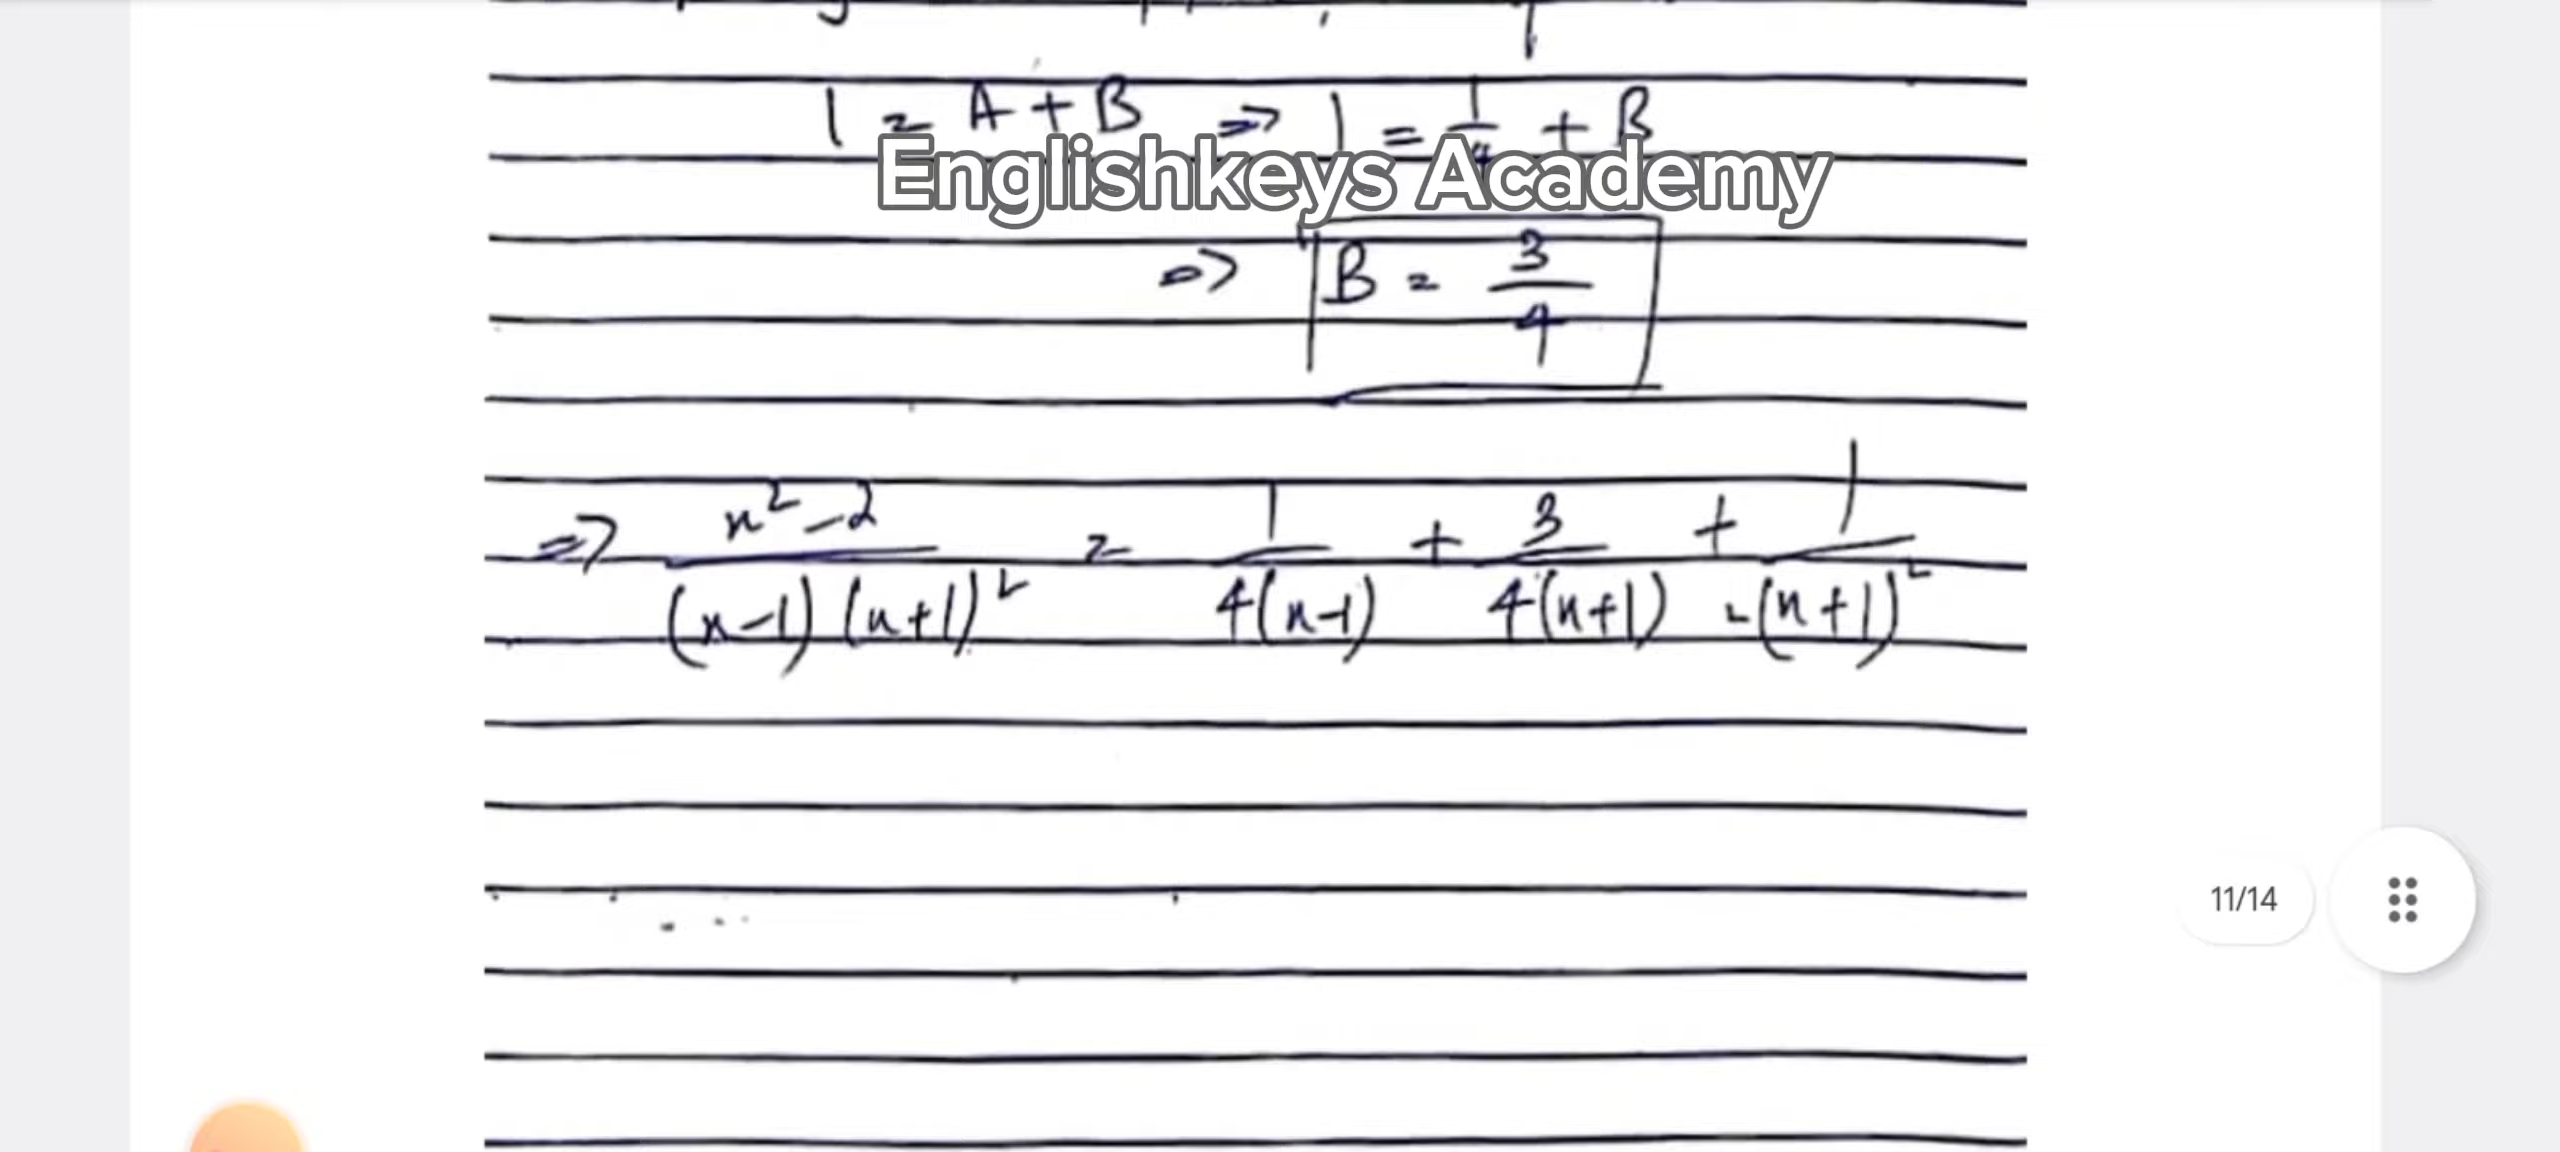 1 = A + B => 1 = 1/4 + B
Englishkeys Academy
=> B = 3/4
=> x²-2/(x-1)(x+1)² = 1/4(x-1) + 3/4(x+1) + 1/2(x+1)²
11/14